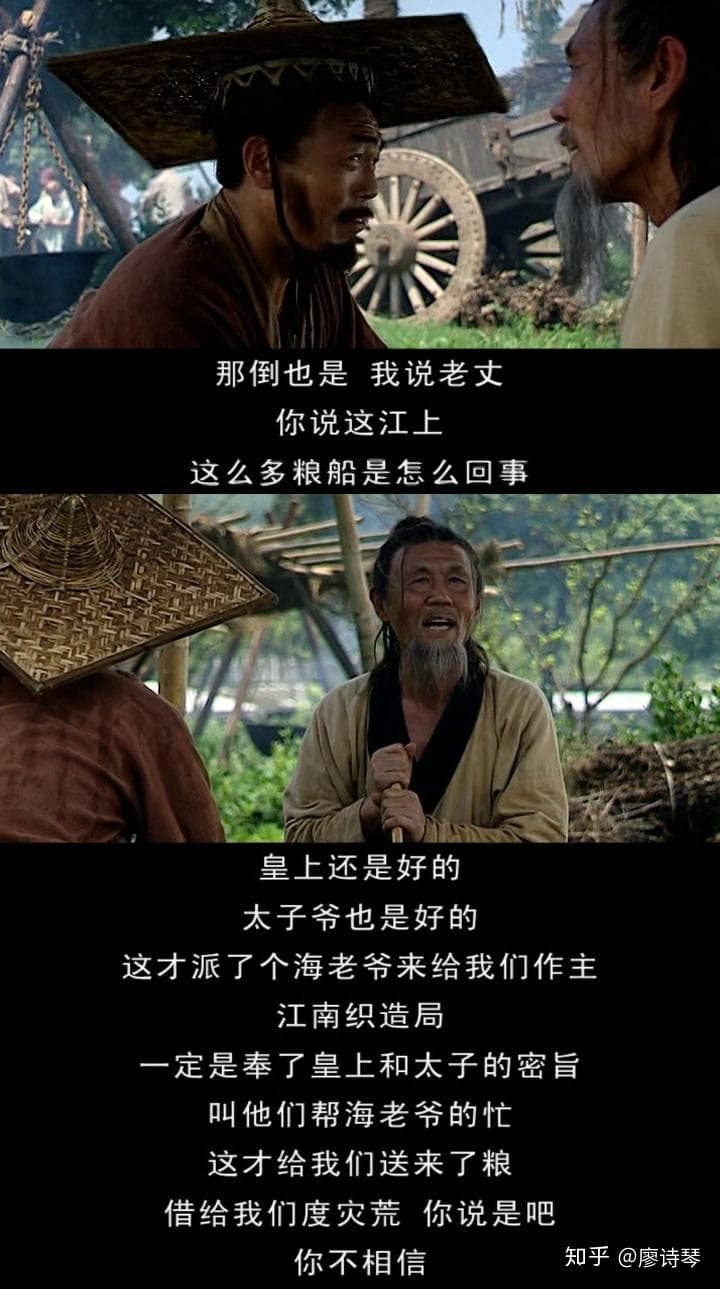 那倒也是 我说老丈
你说这江上
这么多粮船是怎么回事
皇上还是好的
太子爷也是好的
这才派了个海老爷来给我们作主
江南织造局
一定是奉了皇上和太子的密旨
叫他们帮海老爷的忙
这才给我们送来了粮
借给我们度灾荒 你说是吧
你不相信
知乎 @廖诗琴